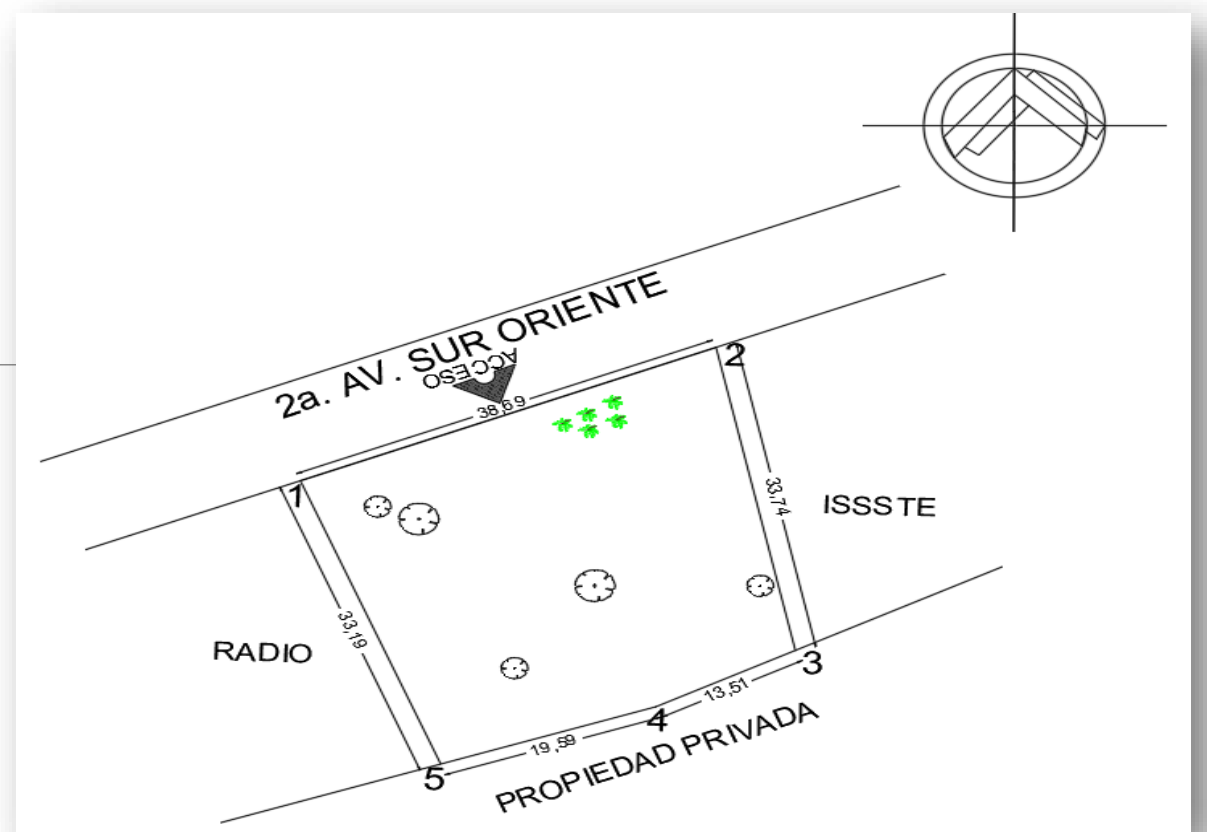 2a. AV. SUR ORIENTE
ACCESO
38,69
1
2
33,74
ISSSTE
33,19
RADIO
3
13,51
4
19,59
5
PROPIEDAD PRIVADA